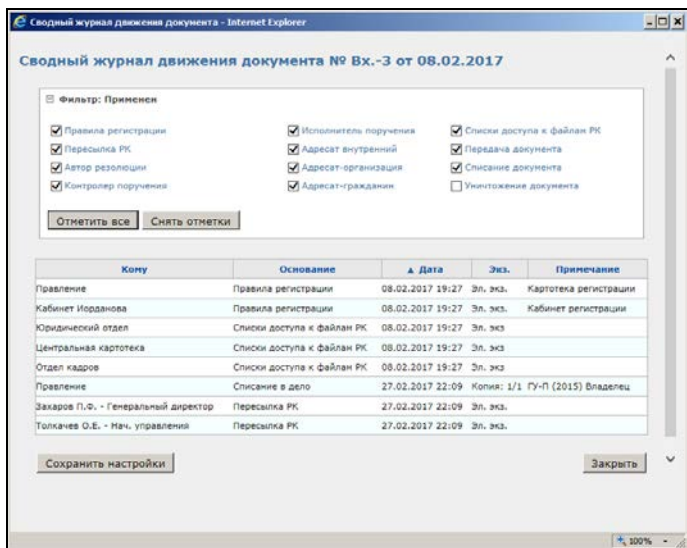 Сводный журнал движения документа - Internet Explorer
Сводный журнал движения документа № Вх.-3 от 08.02.2017
Фильтр: Применен
Правила регистрации Исполнитель поручения Списки доступа к файлам РК
Пересылка РК Адресат внутренний Передача документа
Автор резолюции Адресат-организация Списание документа
Контролер поручения Адресат-гражданин Уничтожение документа
Отметить все Снять отметки
Кому Основание ▲ Дата Экз. Примечание
Правление Правила регистрации 08.02.2017 19:27 Эл. экз. Картотека регистрации
Кабинет Иорданова Правила регистрации 08.02.2017 19:27 Эл. экз. Кабинет регистрации
Юридический отдел Списки доступа к файлам РК 08.02.2017 19:27 Эл. экз
Центральная картотека Списки доступа к файлам РК 08.02.2017 19:27 Эл. экз
Отдел кадров Списки доступа к файлам РК 08.02.2017 19:27 Эл. экз
Правление Списание в дело 27.02.2017 22:09 Копия: 1/1 ГУ-П (2015) Владелец
Захаров П.Ф. - Генеральный директор Пересылка РК 27.02.2017 22:09 Эл. экз.
Толкачев О.Е. - Нач. управления Пересылка РК 27.02.2017 22:09 Эл. экз.
Сохранить настройки Закрыть
100%